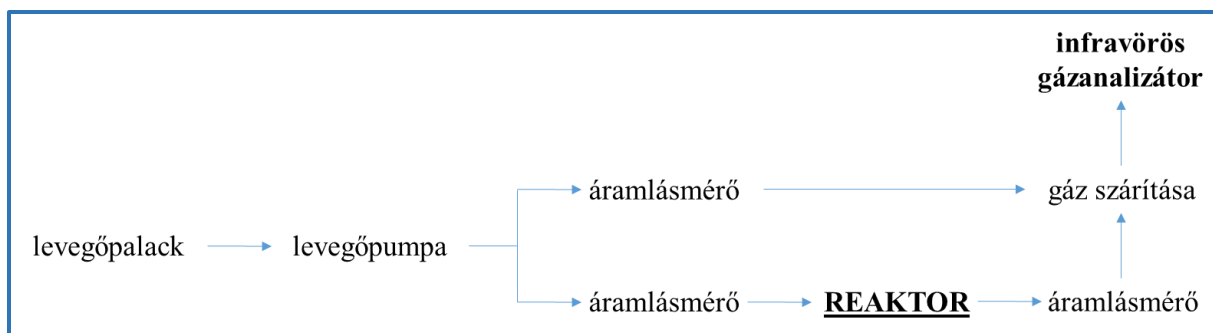 infravörös
gázanalizátor
áramlásmérő
gáz szárítása
levegőpalack
levegőpumpa
áramlásmérő
REAKTOR
áramlásmérő